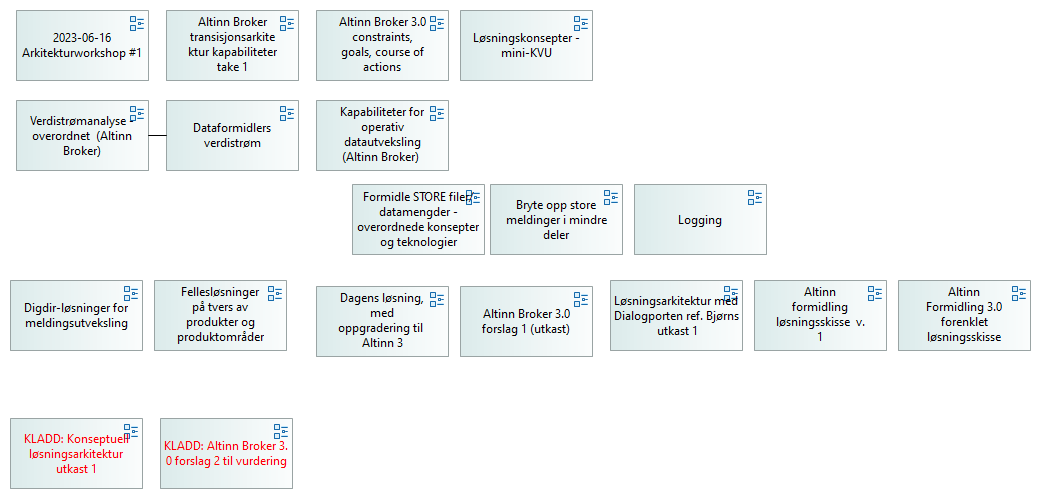 2023-06-16
Arkitekturworkshop #1
Altinn Broker
transisjonsarkite
ktur kapabiliteter
take 1
Altinn Broker 3.0
constraints,
goals, course of
actions
Løsningskonsepter -
mini-KVU
Verdistrømanalyse -
overordnet (Altinn
Broker)
Dataformidlers
verdistrøm
Kapabiliteter for
operativ
datautveksling
(Altinn Broker)
Formidle STORE filer/
datamengder -
overordnede konsepter
og teknologier
Bryte opp store
meldinger i mindre
deler
Logging
Digdir-løsninger for
meldingsutveksling
Fellesløsninger
på tvers av
produkter og
produktområder
Dagens løsning,
med
oppgradering til
Altinn 3
Altinn Broker 3.0
forslag 1 (utkast)
Løsningsarkitektur med
Dialogporten ref. Bjørns
utkast 1
Altinn
formidling
løsningsskisse v.
1
Altinn
Formidling 3.0
forenklet
løsningsskisse
KLADD: Konseptuell
løsningsarkitektur
utkast 1
KLADD: Altinn Broker 3.
0 forslag 2 til vurdering